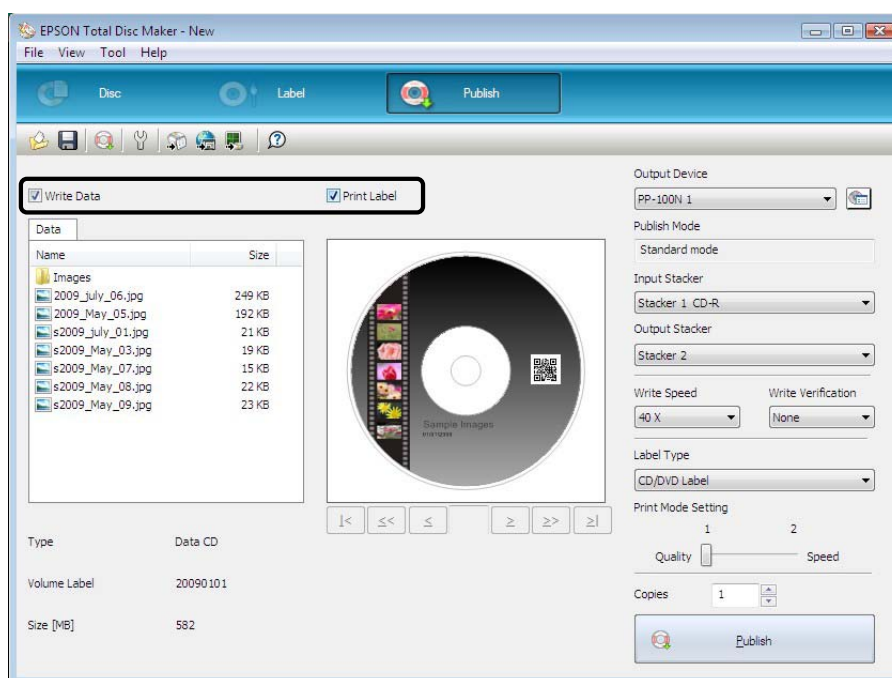 EPSON Total Disc Maker - New
File View Tool Help
Disc Label Publish
Write Data Print Label
Data
Name Size
Images
2009_july_06.jpg 249 KB
2009_May_05.jpg 192 KB
s2009_july_01.jpg 21 KB
s2009_May_03.jpg 19 KB
s2009_May_07.jpg 15 KB
s2009_May_08.jpg 22 KB
s2009_May_09.jpg 23 KB
Sample Images
|< << < > >> >|
Type Data CD
Volume Label 20090101
Size [MB] 582
Output Device
PP-100N 1
Publish Mode
Standard mode
Input Stacker
Stacker 1 CD-R
Output Stacker
Stacker 2
Write Speed Write Verification
40 X None
Label Type
CD/DVD Label
Print Mode Setting
1 2
Quality Speed
Copies 1
Publish